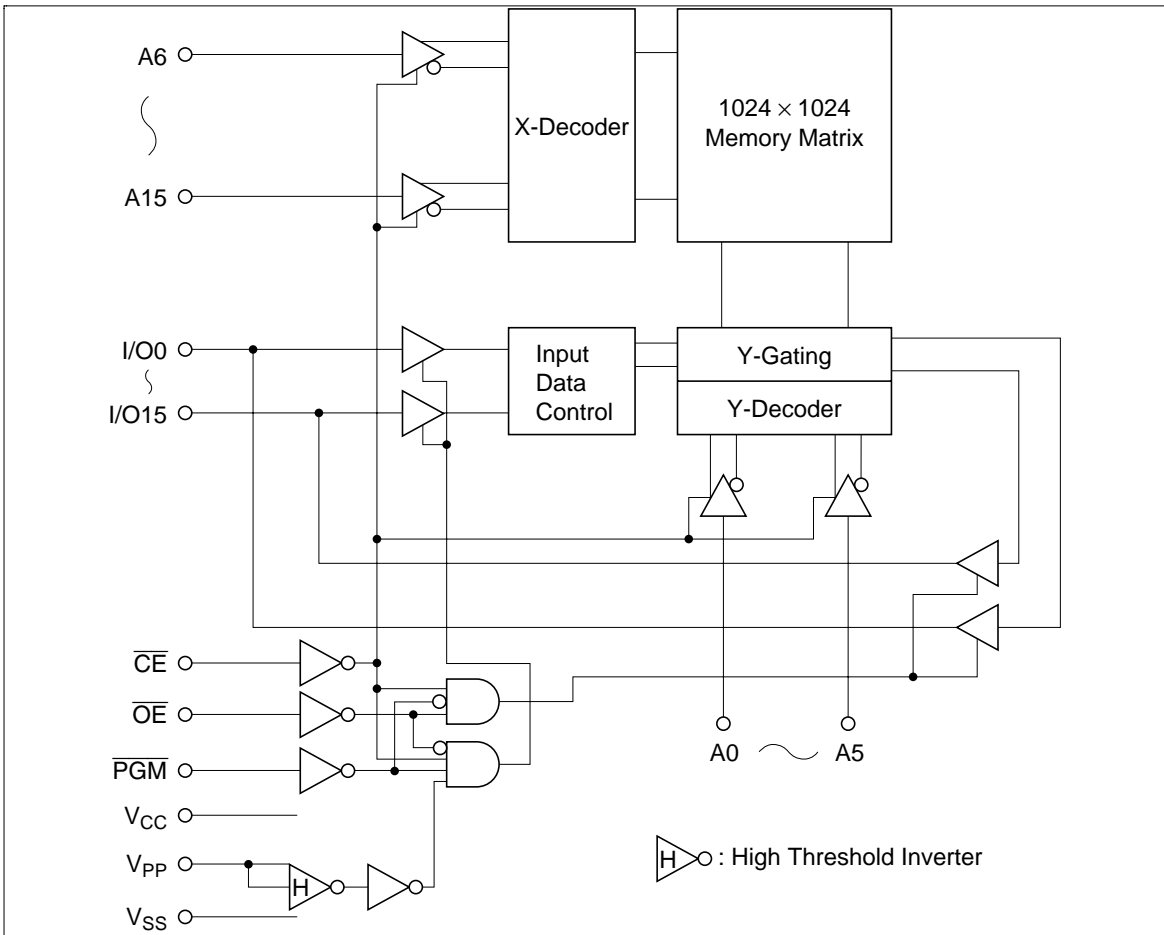 A6
A15
X-Decoder
1024 × 1024
Memory Matrix
I/O0
I/O15
Input
Data
Control
Y-Gating
Y-Decoder
CE
OE
PGM
A0
A5
VCC
VPP
H
VSS
H : High Threshold Inverter